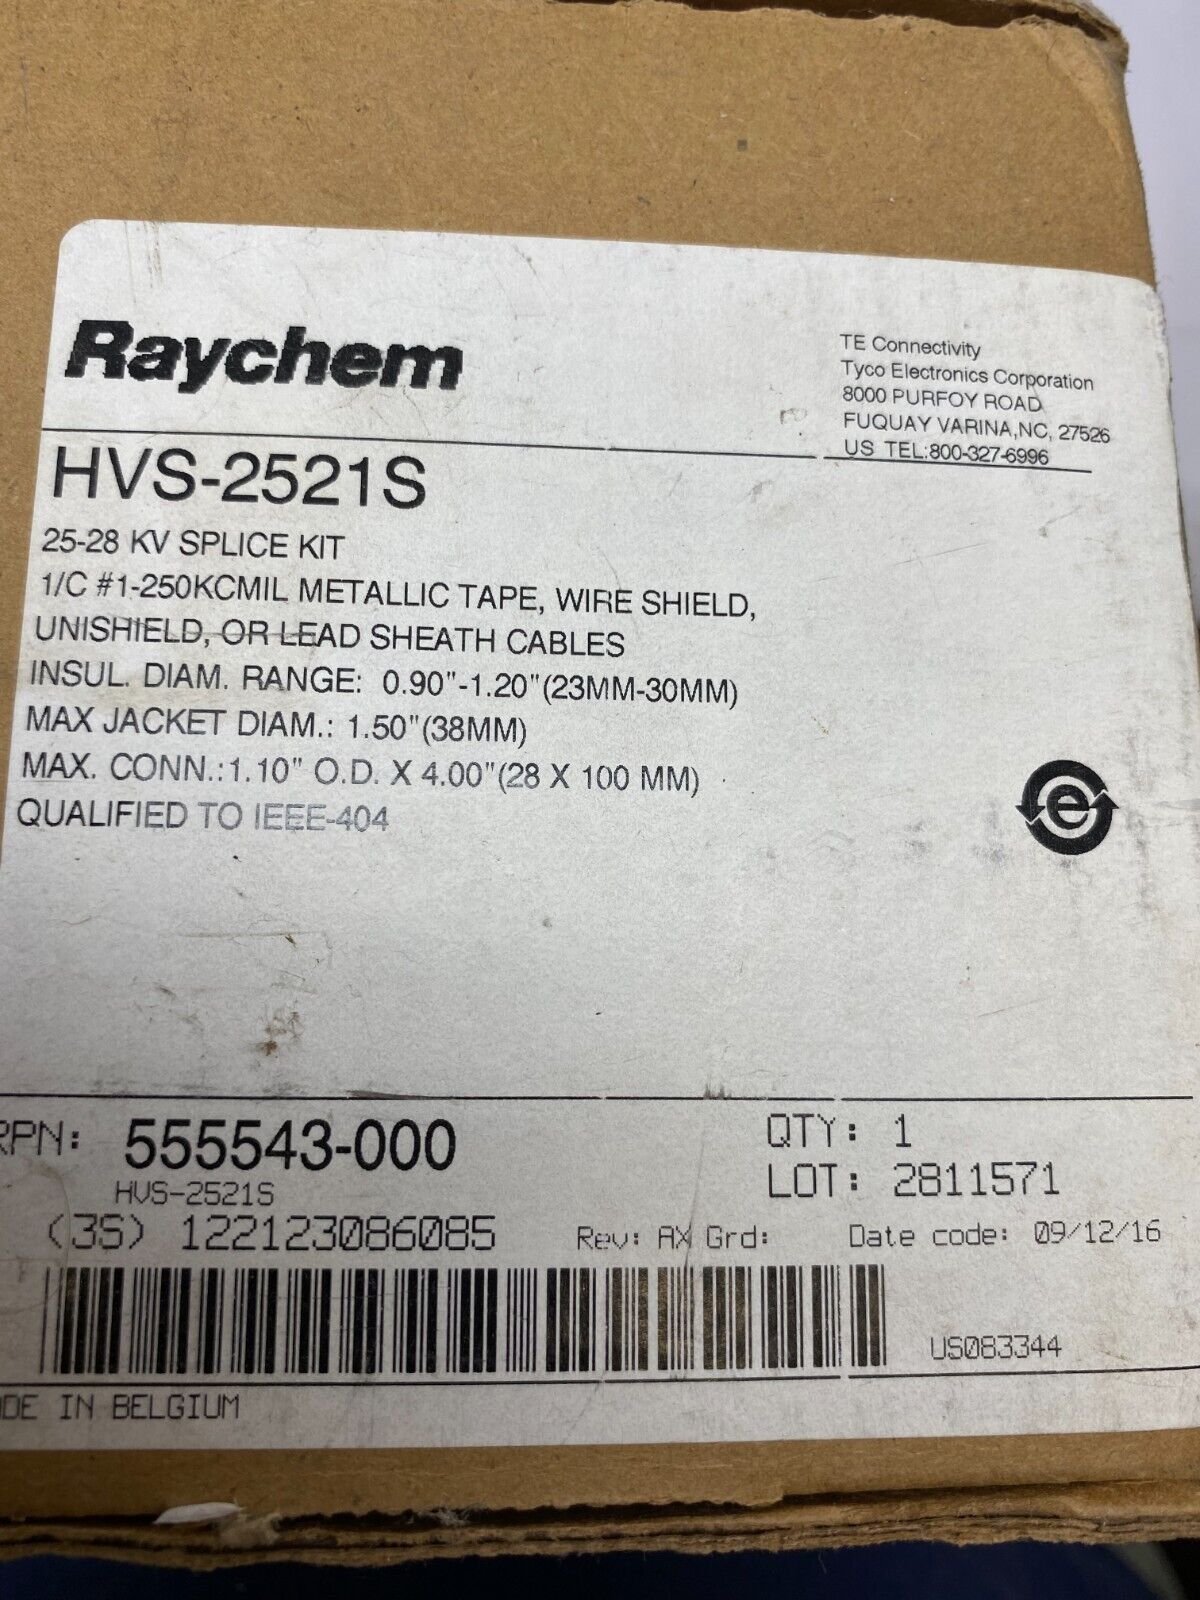 Raychem
TE Connectivity
Tyco Electronics Corporation
8000 PURFOY ROAD
FUQUAY VARINA,NC, 27526
US TEL:800-327-6996
HVS-2521S
25-28 KV SPLICE KIT
1/C #1-250KCMIL METALLIC TAPE, WIRE SHIELD,
UNISHIELD, OR LEAD SHEATH CABLES
INSUL. DIAM. RANGE: 0.90"-1.20"(23MM-30MM)
MAX JACKET DIAM.: 1.50"(38MM)
MAX. CONN.:1.10" O.D. X 4.00"(28 X 100 MM)
QUALIFIED TO IEEE-404
e
RPN: 555543-000
HVS-2521S
QTY: 1
LOT: 2811571
(3S) 122123086085
Rev: AX Grd:
Date code: 09/12/16
US083344
DE IN BELGIUM